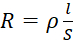 R = ρ l/S